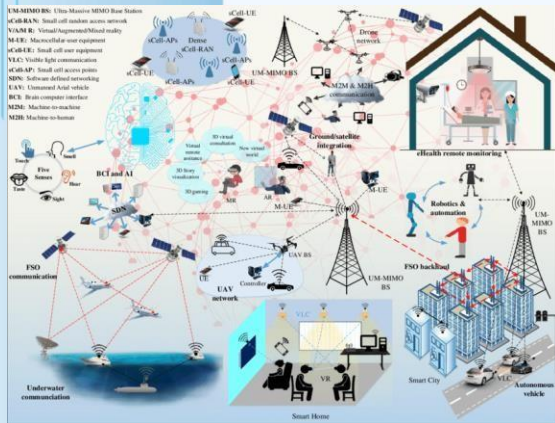 UM-MIMO BS: Ultra-Massive MIMO Base Station
sCell-RAN: Small cell random access network
V/A/M R: Virtual/Augmented/Mixed reality
M-UE: Macrocellular user equipment
sCell-UE: Small cell user equipment
VLC: Visible light communication
sCell-AP: Small cell access points
SDN: Software defined networking
UAV: Unmanned Arial vehicle
BCI: Brain computer interface
M2M: Machine-to-machine
M2H: Machine-to-human
sCell-UE
sCell-APs
Dense
sCell-RAN
sCell-UE
sCell-APs
sCell-UE
UM-MIMO BS
Drone
network
M2M & M2H
communication
eHealth remote monitoring
Touch
Smell
Five
Senses
Taste
Hear
Sight
BCI and AI
3D virtual
consultation
Virtual
remote
assistance
New virtual
world
3D Story
visualization
3D gaming
MR
AR
Ground/satellite
integration
M-UE
M-UE
SDN
FSO
communication
UAV BS
UE
Controller
UAV
network
UM-MIMO
BS
Robotics &
automation
UM-
MIMO
BS
FSO backhaul
Underwater
communciation
VLC
VR
Smart Home
Smart City
VLC
Autonomous
vehicle